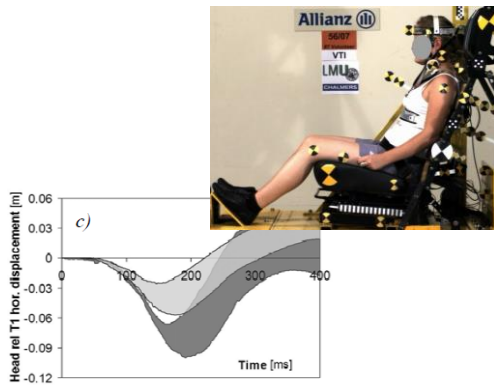 Allianz
56/07
VTI
LMU
CHALMERS
c)
Head rel T1 hor. displacement [m]
0.06
0.03
0
-0.03
-0.06
-0.09
-0.12
0
100
200
300
400
Time [ms]